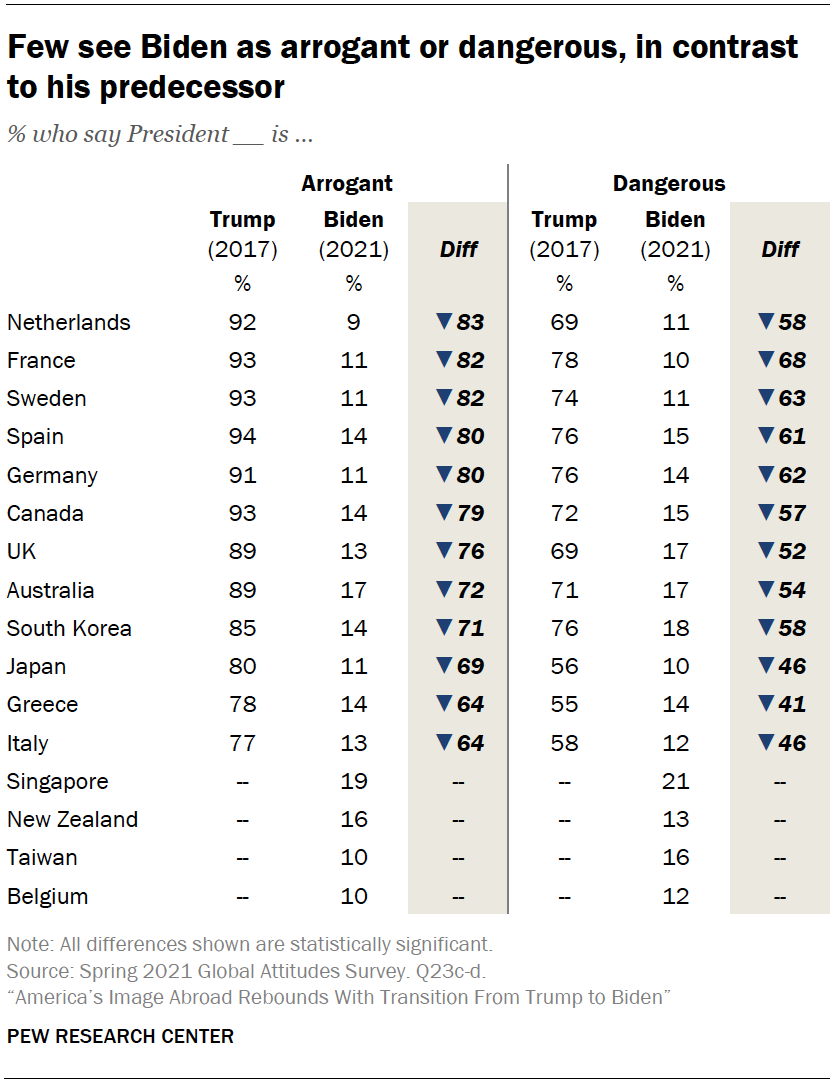 Few see Biden as arrogant or dangerous, in contrast
to his predecessor
% who say President __ is ...
Arrogant Dangerous
Trump Biden Trump Biden
(2017) (2021) Diff (2017) (2021) Diff
% % % %
Netherlands 92 9 ▼83 69 11 ▼58
France 93 11 ▼82 78 10 ▼68
Sweden 93 11 ▼82 74 11 ▼63
Spain 94 14 ▼80 76 15 ▼61
Germany 91 11 ▼80 76 14 ▼62
Canada 93 14 ▼79 72 15 ▼57
UK 89 13 ▼76 69 17 ▼52
Australia 89 17 ▼72 71 17 ▼54
South Korea 85 14 ▼71 76 18 ▼58
Japan 80 11 ▼69 56 10 ▼46
Greece 78 14 ▼64 55 14 ▼41
Italy 77 13 ▼64 58 12 ▼46
Singapore -- 19 -- -- 21 --
New Zealand -- 16 -- -- 13 --
Taiwan -- 10 -- -- 16 --
Belgium -- 10 -- -- 12 --
Note: All differences shown are statistically significant.
Source: Spring 2021 Global Attitudes Survey. Q23c-d.
“America’s Image Abroad Rebounds With Transition From Trump to Biden”
PEW RESEARCH CENTER